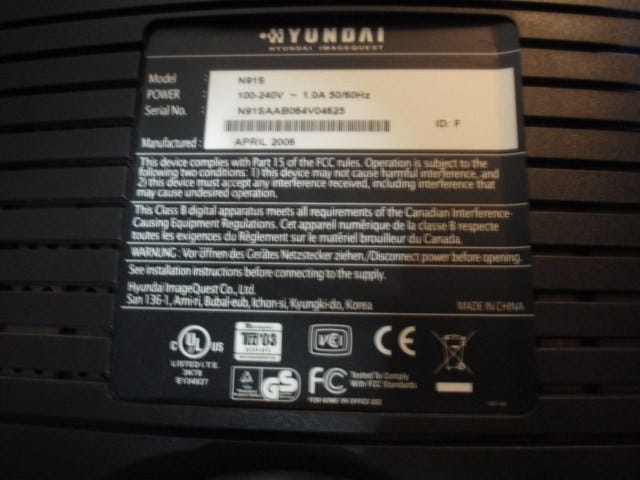 HYUNDAI
HYUNDAI IMAGEQUEST
Model : N91S
POWER : 100-240V ~ 1.0A 50/60Hz
Serial No. : N91SAAB064V04525
ID: F
Manufactured : APRIL 2006
This device complies with Part 15 of the FCC rules. Operation is subject to the
following two conditions: 1) this device may not cause harmful interference, and
2) this device must accept any interference received, including interference that
may cause undesired operation.
This Class B digital apparatus meets all requirements of the Canadian Interference-
Causing Equipment Regulations. Cet appareil numérique de la classe B respecte
toutes les exigences du Règlement sur le matériel brouilleur du Canada.
WARNING: Vor öffnen des Gerätes Netzstecker ziehen,/Disconnect power before opening.
See installation instructions before connecting to the supply.
Hyundai ImageQuest Co., Ltd.
San 136-1, Ami-ri, Bubal-eub, Ichon-si, Kyungki-do, Korea
MADE IN CHINA
C UL US
LISTED I.T.E.
3K78
E134627
TCO'03
DISPLAYS
VCCI
CE
GS
FC Tested To Comply
With FCC Standards
FOR HOME OR OFFICE USE